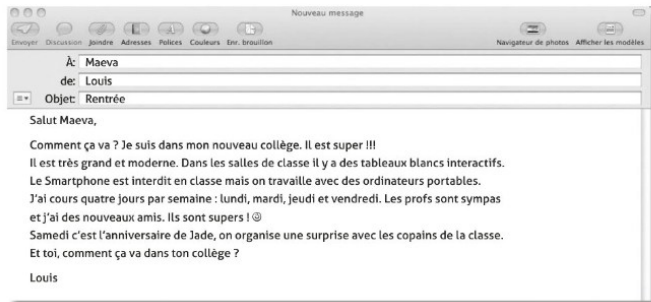 Nouveau message
Envoyer Discussion Joindre Adresses Polices Couleurs Enr. brouillon Navigateur de photos Afficher les modèles
À: Maeva
de: Louis
Objet: Rentrée
Salut Maeva,
Comment ça va ? Je suis dans mon nouveau collège. Il est super !!!
Il est très grand et moderne. Dans les salles de classe il y a des tableaux blancs interactifs.
Le Smartphone est interdit en classe mais on travaille avec des ordinateurs portables.
J'ai cours quatre jours par semaine : lundi, mardi, jeudi et vendredi. Les profs sont sympas
et j'ai des nouveaux amis. Ils sont supers ! ☺
Samedi c'est l'anniversaire de Jade, on organise une surprise avec les copains de la classe.
Et toi, comment ça va dans ton collège ?
Louis